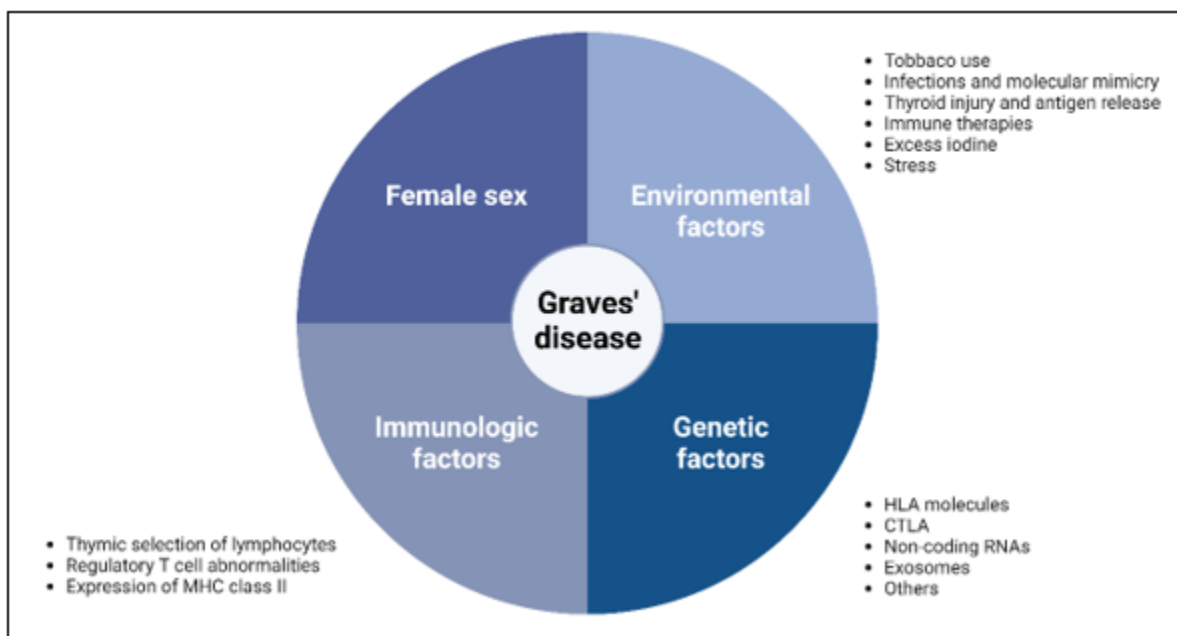 Female sex
Environmental
factors
• Tobbaco use
• Infections and molecular mimicry
• Thyroid injury and antigen release
• Immune therapies
• Excess iodine
• Stress
Graves'
disease
Immunologic
factors
Genetic
factors
• Thymic selection of lymphocytes
• Regulatory T cell abnormalities
• Expression of MHC class II
• HLA molecules
• CTLA
• Non-coding RNAs
• Exosomes
• Others